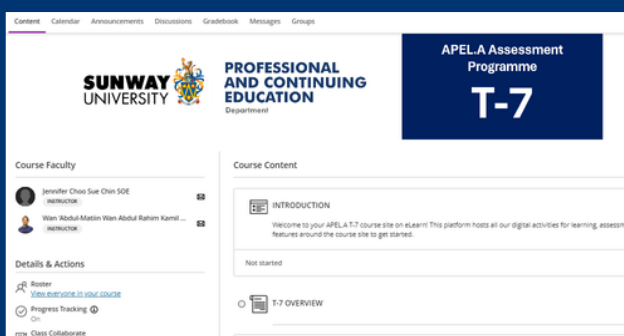 Content Calendar Announcements Discussions Gradebook Messages Groups
SUNWAY
UNIVERSITY
PROFESSIONAL
AND CONTINUING
EDUCATION
Department
APEL.A Assessment
Programme
T-7
Course Faculty
Jennifer Choo Sue Chin SOE
INSTRUCTOR
Wan 'Abdul-Matiin Wan Abdul Rahim Kamil ...
INSTRUCTOR
Details & Actions
Roster
View everyone in your course
Progress Tracking
On
Class Collaborate
Course Content
INTRODUCTION
Welcome to your APEL.A T-7 course site on eLearn! This platform hosts all our digital activities for learning, assessm
features around the course site to get started.
Not started
T-7 OVERVIEW